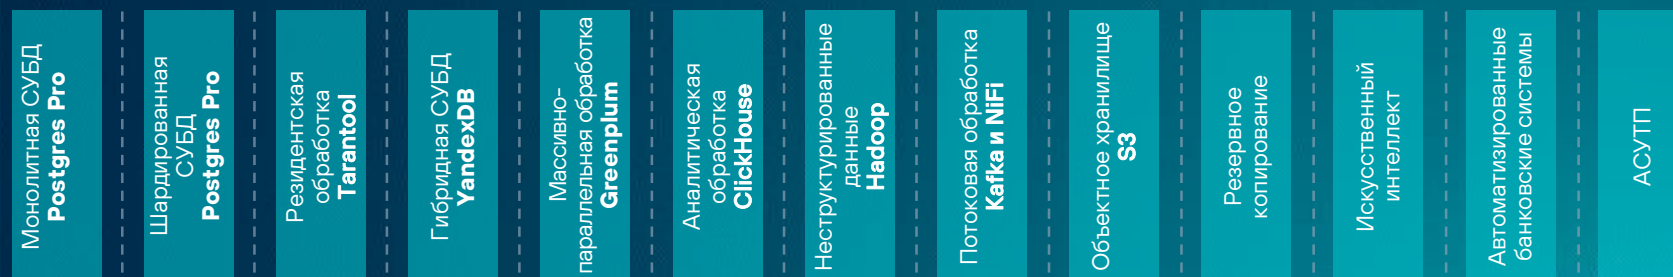 Монолитная СУБД
Postgres Pro
Шардированная
СУБД
Postgres Pro
Резидентская
обработка
Tarantool
Гибридная СУБД
YandexDB
Массивно-
параллельная обработка
Greenplum
Аналитическая
обработка
ClickHouse
Неструктурированные
данные
Hadoop
Потоковая обработка
Kafka и NiFi
Объектное хранилище
S3
Резервное
копирование
Искусственный
интеллект
Автоматизированные
банковские системы
АСУТП